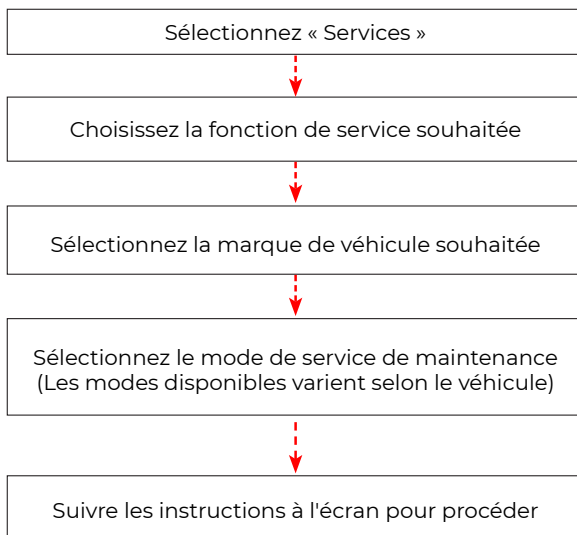 Sélectionnez « Services »
Choisissez la fonction de service souhaitée
Sélectionnez la marque de véhicule souhaitée
Sélectionnez le mode de service de maintenance
(Les modes disponibles varient selon le véhicule)
Suivre les instructions à l'écran pour procéder